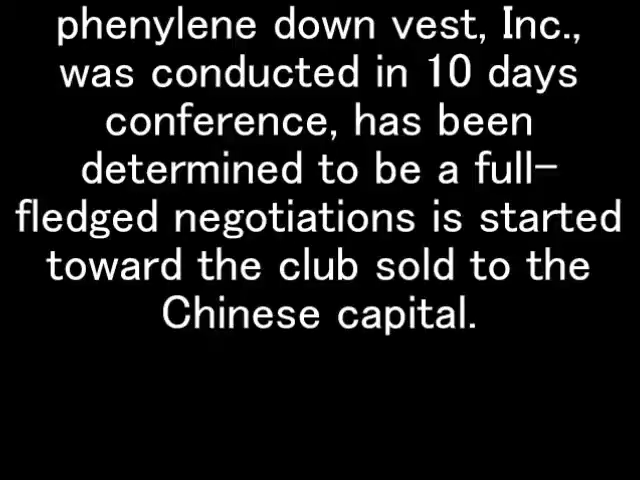 phenylene down vest, Inc.,
was conducted in 10 days
conference, has been
determined to be a full-
fledged negotiations is started
toward the club sold to the
Chinese capital.